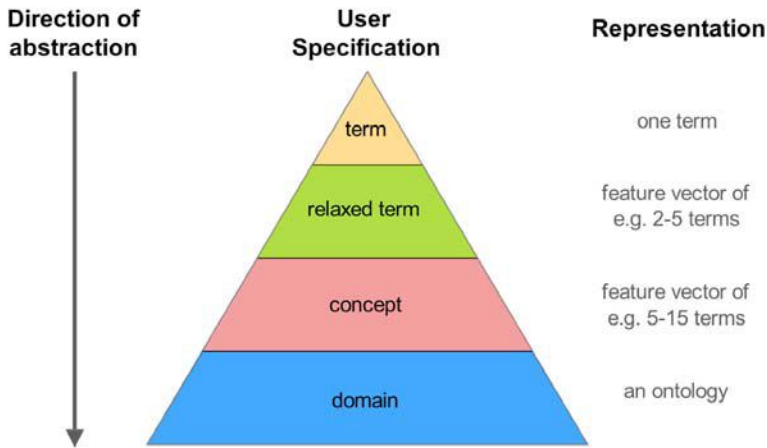 Direction of
abstraction
User
Specification
Representation
term
one term
relaxed term
feature vector of
e.g. 2-5 terms
concept
feature vector of
e.g. 5-15 terms
domain
an ontology